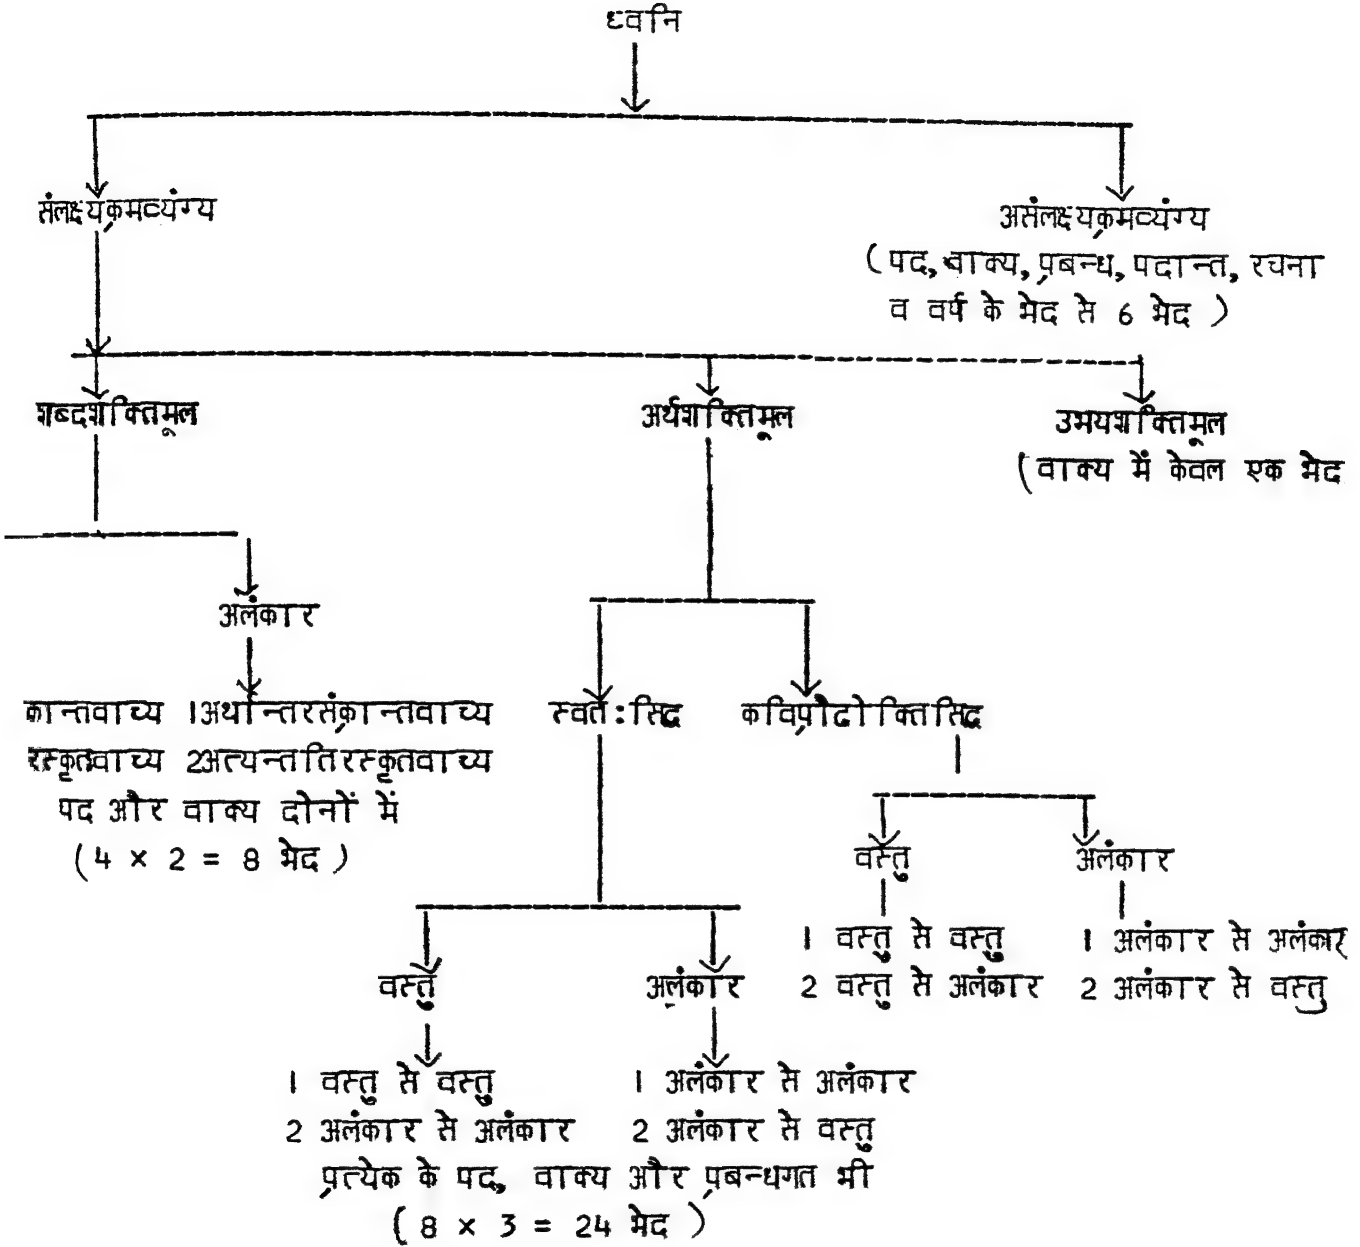 ध्वनि
संलक्ष्यक्रमव्यंग्य
असंलक्ष्यक्रमव्यंग्य
(पद, वाक्य, प्रबन्ध, पदान्त, रचना
व वर्ष के भेद से 6 भेद )
शब्दशक्तिमूल
अर्थशक्तिमूल
उभयशक्तिमूल
(वाक्य में केवल एक भेद
अलंकार
कान्तवाच्य 1अर्थान्तरसंक्रान्तवाच्य
रस्कृतवाच्य 2अत्यन्ततिरस्कृतवाच्य
पद और वाक्य दोनों में
(4 × 2 = 8 भेद )
स्वतःसिद्ध
कविप्रौढोक्तिसिद्ध
वस्तु
अलंकार
1 वस्तु से वस्तु
2 वस्तु से अलंकार
1 अलंकार से अलंकार
2 अलंकार से वस्तु
वस्तु
अलंकार
1 वस्तु से वस्तु
2 अलंकार से अलंकार
1 अलंकार से अलंकार
2 अलंकार से वस्तु
प्रत्येक के पद, वाक्य और प्रबन्धगत भी
( 8 × 3 = 24 भेद )